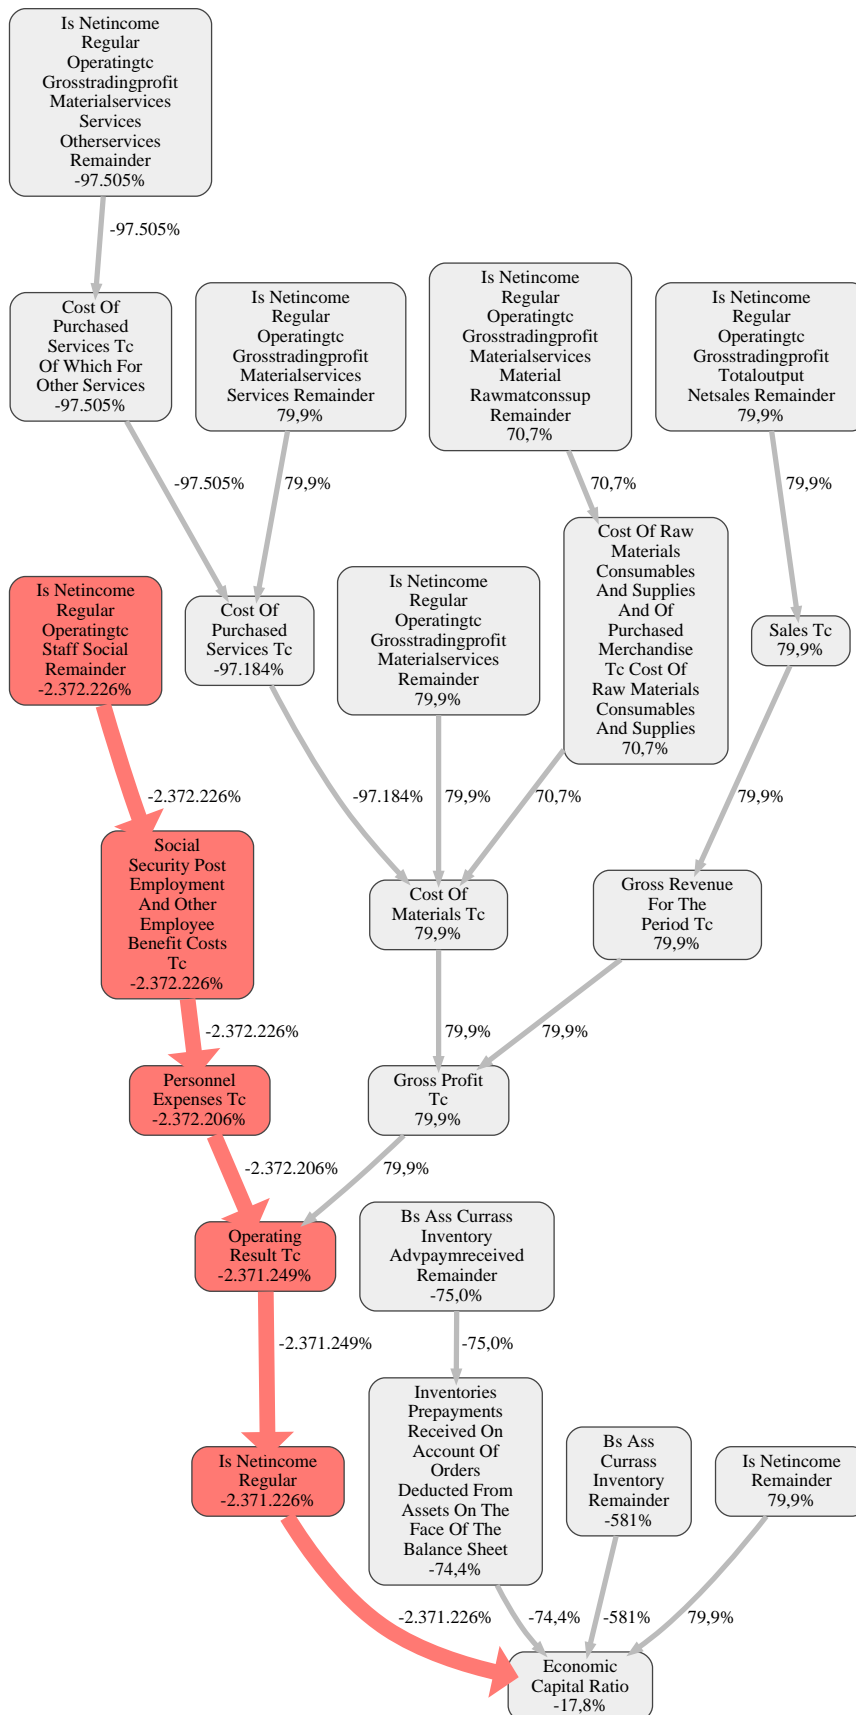 Is Netincome
Regular
Operatingtc
Grosstradingprofit
Materialservices
Services
Otherservices
Remainder
-97.505%
-97.505%
Cost Of
Purchased
Services Tc
Of Which For
Other Services
-97.505%
Is Netincome
Regular
Operatingtc
Grosstradingprofit
Materialservices
Services Remainder
79,9%
Is Netincome
Regular
Operatingtc
Grosstradingprofit
Materialservices
Material
Rawmatconssup
Remainder
70,7%
Is Netincome
Regular
Operatingtc
Grosstradingprofit
Totaloutput
Netsales Remainder
79,9%
-97.505%
79,9%
70,7%
79,9%
Is Netincome
Regular
Operatingtc
Staff Social
Remainder
-2.372.226%
Cost Of
Purchased
Services Tc
-97.184%
Is Netincome
Regular
Operatingtc
Grosstradingprofit
Materialservices
Remainder
79,9%
Cost Of Raw
Materials
Consumables
And Supplies
And Of
Purchased
Merchandise
Tc Cost Of
Raw Materials
Consumables
And Supplies
70,7%
Sales Tc
79,9%
-2.372.226%
-97.184%
79,9%
70,7%
79,9%
Social
Security Post
Employment
And Other
Employee
Benefit Costs
Tc
-2.372.226%
Cost Of
Materials Tc
79,9%
Gross Revenue
For The
Period Tc
79,9%
-2.372.226%
79,9%
79,9%
Personnel
Expenses Tc
-2.372.206%
Gross Profit
Tc
79,9%
-2.372.206%
79,9%
Operating
Result Tc
-2.371.249%
Bs Ass Currass
Inventory
Advpaymreceived
Remainder
-75,0%
-2.371.249%
-75,0%
Is Netincome
Regular
-2.371.226%
Inventories
Prepayments
Received On
Account Of
Orders
Deducted From
Assets On The
Face Of The
Balance Sheet
-74,4%
Bs Ass
Currass
Inventory
Remainder
-581%
Is Netincome
Remainder
79,9%
-2.371.226%
-74,4%
-581%
79,9%
Economic
Capital Ratio
-17,8%